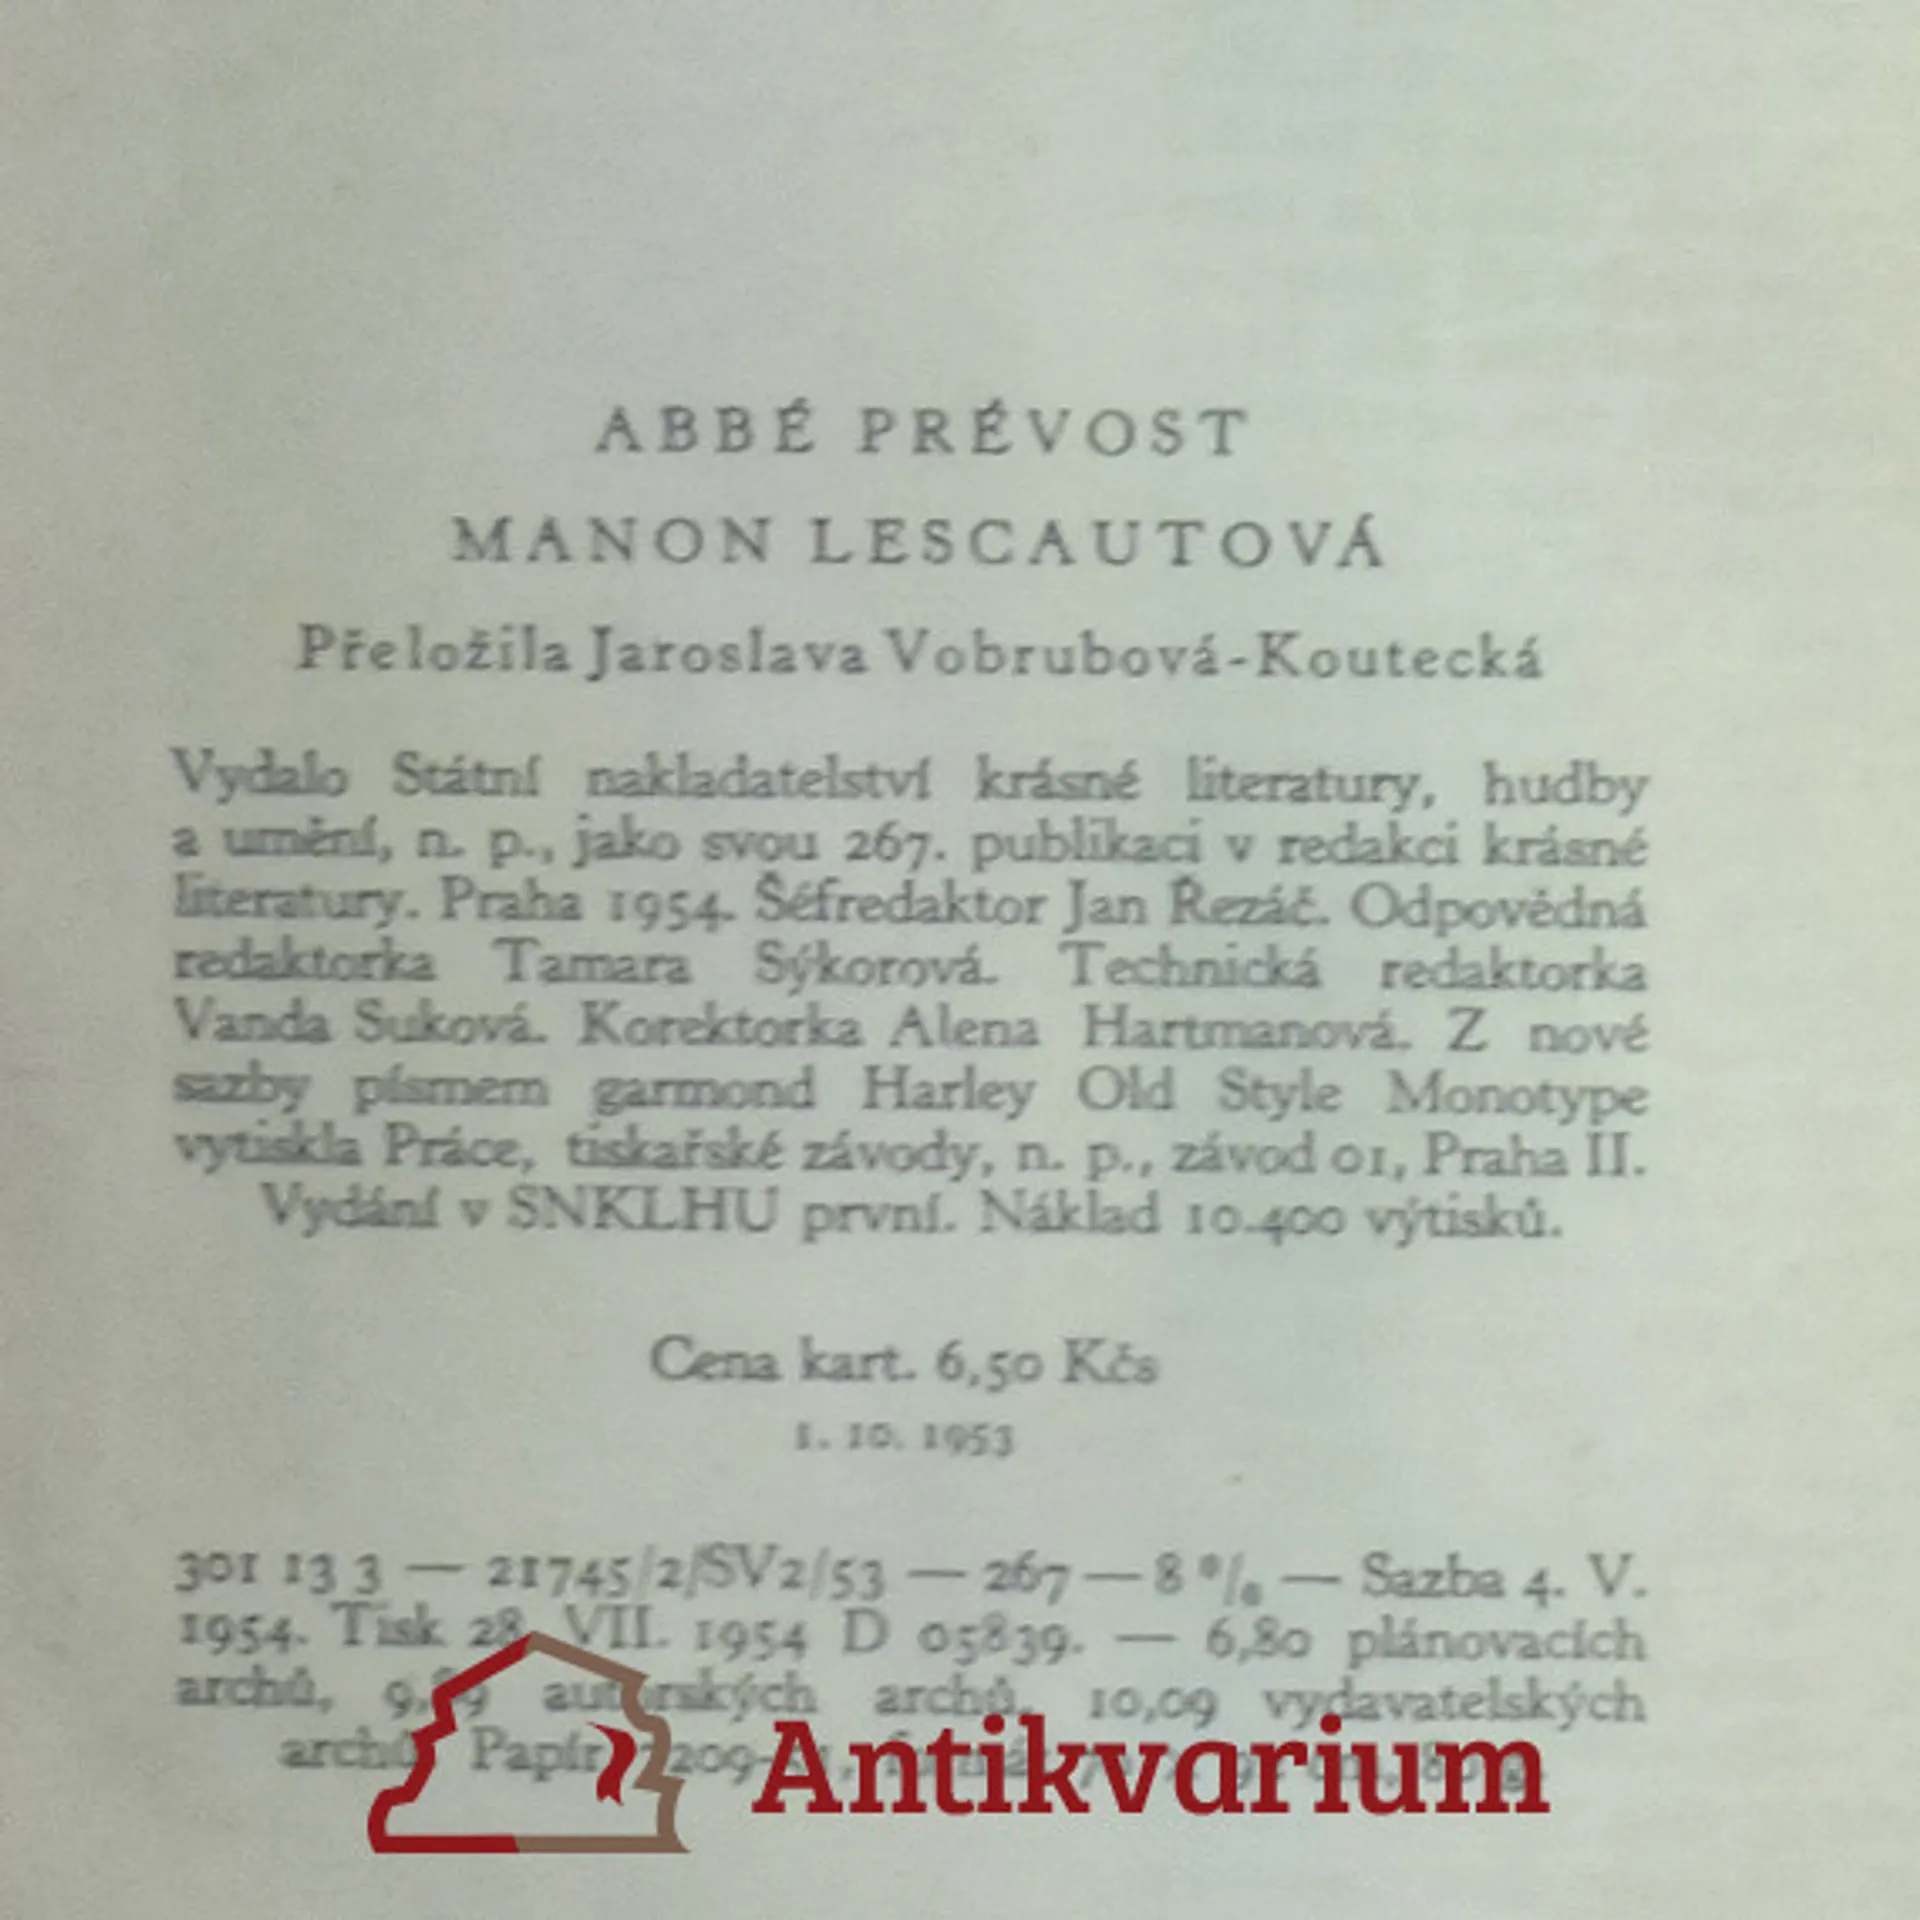 ABBÉ PRÉVOST
MANON LESCAUTOVÁ
Přeložila Jaroslava Vobrubová-Koutecká
Vydalo Státní nakladatelství krásné literatury, hudby
a umění, n. p., jako svou 267. publikaci v redakci krásné
literatury. Praha 1954. Šéfredaktor Jan Řezáč. Odpovědná
redaktorka Tamara Sýkorová. Technická redaktorka
Vanda Suková. Korektorka Alena Hartmanová. Z nové
sazby písmem garmond Harley Old Style Monotype
vytiskla Práce, tiskařské závody, n. p., závod 01, Praha II.
Vydání v SNKLHU první. Náklad 10.400 výtisků.
Cena kart. 6,50 Kčs
1. 10. 1953
301 13 3 — 21745/2/SV2/53 — 267 — 8 % — Sazba 4. V.
1954. Tisk 28. VII. 1954 D 05839. — 6,80 plánovacích
archů, autorských archů, 10,09 vydavatelských
archů. Papír
Antikvarium